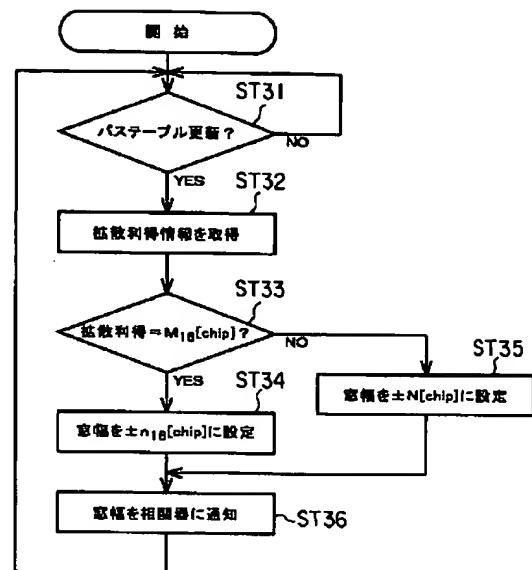 開始
ST31
パステーブル更新？
NO
YES
ST32
拡散利得情報を取得
ST33
拡散利得＝M18[chip]？
NO
ST35
YES
ST34
窓幅を±N[chip]に設定
窓幅を±n18[chip]に設定
窓幅を相関器に通知
ST36